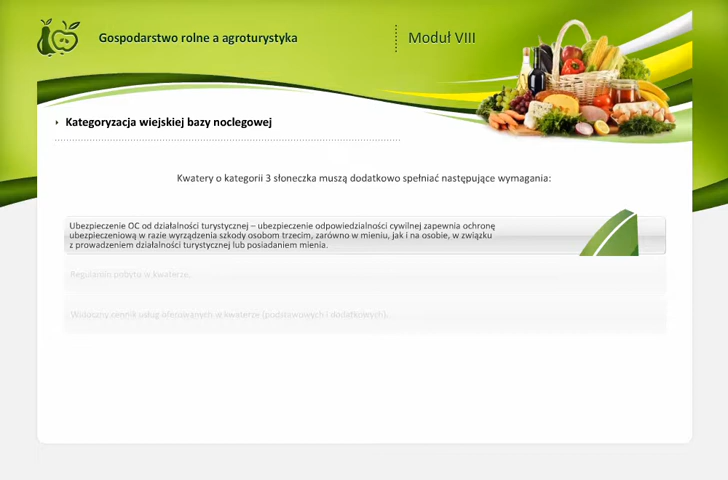 Gospodarstwo rolne a agroturystyka
Moduł VIII
Kategoryzacja wiejskiej bazy noclegowej
Kwatery o kategorii 3 słoneczka muszą dodatkowo spełniać następujące wymagania:
Ubezpieczenie OC od działalności turystycznej – ubezpieczenie odpowiedzialności cywilnej zapewnia ochronę
ubezpieczeniową w razie wyrządzenia szkody osobom trzecim, zarówno w mieniu, jak i na osobie, w związku
z prowadzeniem działalności turystycznej lub posiadaniem mienia.
Regulamin pobytu w kwaterze.
Widoczny cennik usług oferowanych w kwaterze (podstawowych i dodatkowych).